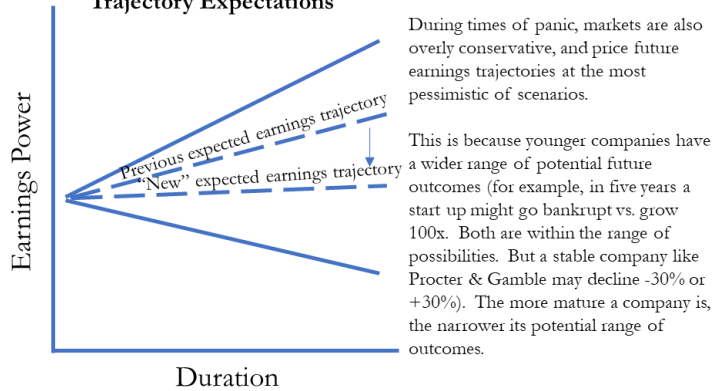 Trajectory Expectations
Earnings Power
Previous expected earnings trajectory
“New” expected earnings trajectory
Duration
During times of panic, markets are also
overly conservative, and price future
earnings trajectories at the most
pessimistic of scenarios.
This is because younger companies have
a wider range of potential future
outcomes (for example, in five years a
start up might go bankrupt vs. grow
100x.  Both are within the range of
possibilities.  But a stable company like
Procter & Gamble may decline -30% or
+30%).  The more mature a company is,
the narrower its potential range of
outcomes.